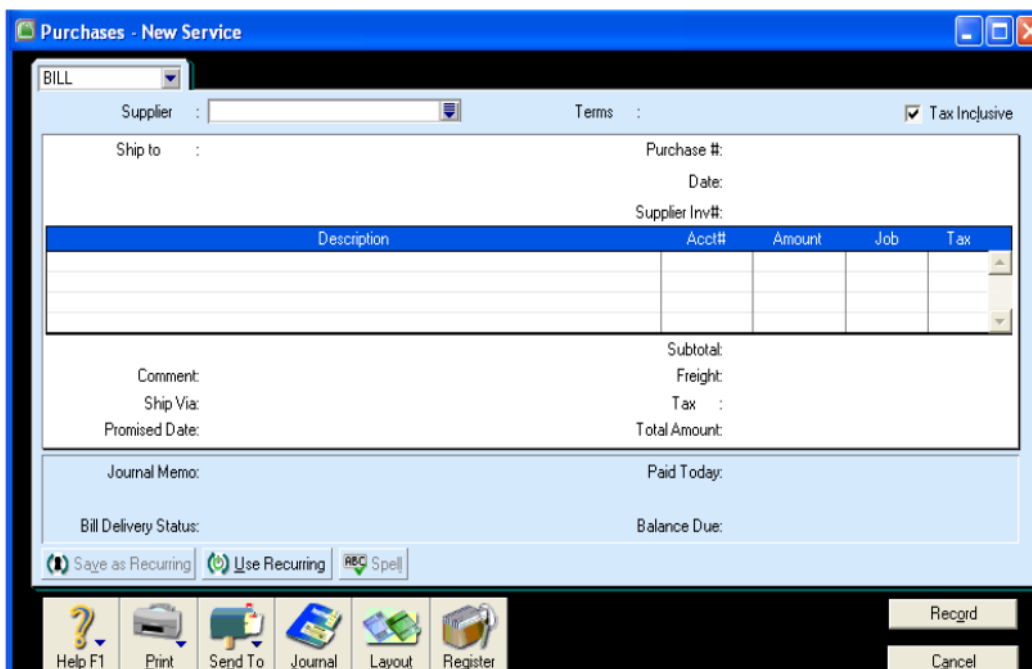 Purchases - New Service
BILL
Supplier : Terms : Tax Inclusive
Ship to : Purchase #:
Date:
Supplier Inv#:
Description Acct# Amount Job Tax
Subtotal:
Comment: Freight:
Ship Via: Tax :
Promised Date: Total Amount:
Journal Memo: Paid Today:
Bill Delivery Status: Balance Due:
Save as Recurring Use Recurring ABC Spell
Record
Help F1 Print Send To Journal Layout Register Cancel